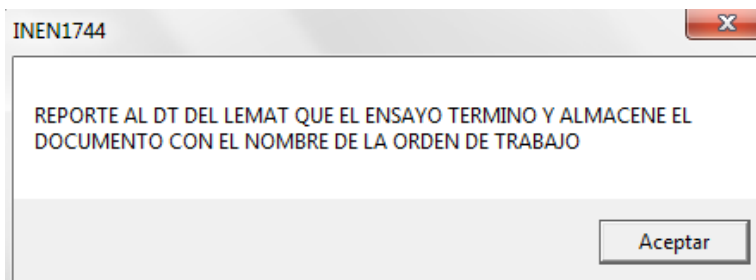 INEN1744
REPORTE AL DT DEL LEMAT QUE EL ENSAYO TERMINO Y ALMACENE EL
DOCUMENTO CON EL NOMBRE DE LA ORDEN DE TRABAJO
Aceptar